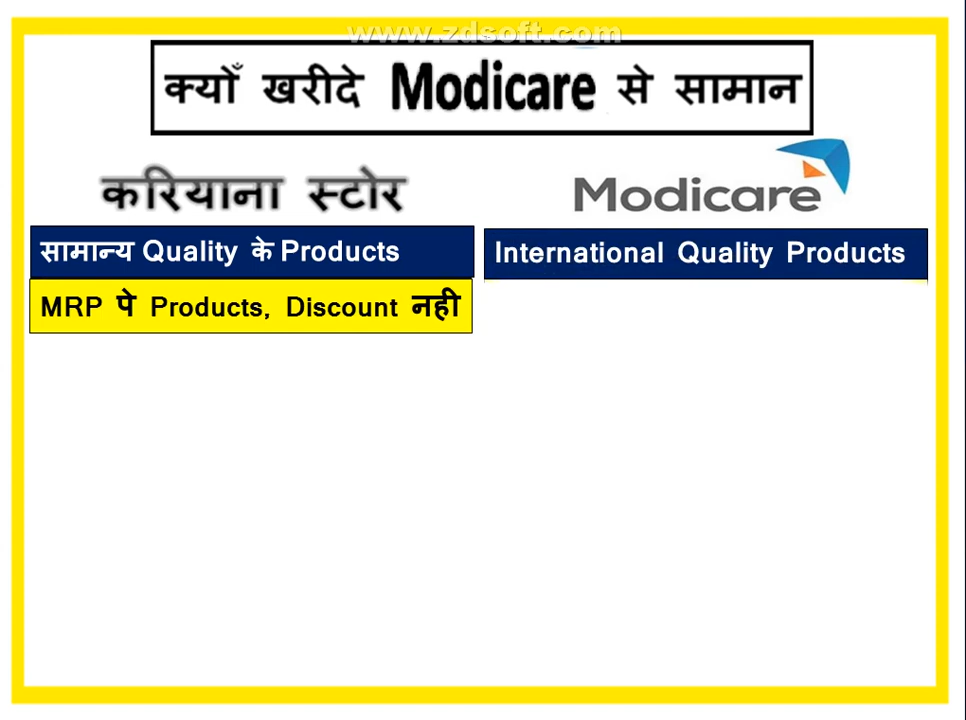 www.zdsoft.com
क्योँ खरीदे Modicare से सामान
करियाना स्टोर
Modicare
सामान्य Quality के Products
International Quality Products
MRP पे Products, Discount नही